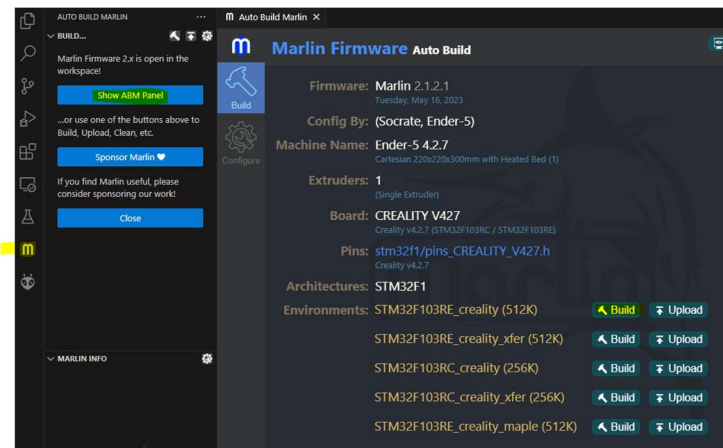 AUTO BUILD MARLIN
BUILD...
Marlin Firmware 2.x is open in the
workspace!
Show ABM Panel
...or use one of the buttons above to
Build, Upload, Clean, etc.
Sponsor Marlin
If you find Marlin useful, please
consider sponsoring our work!
Close
MARLIN INFO
m Auto Build Marlin
m
Build
Configure
Marlin Firmware Auto Build
Firmware: Marlin 2.1.2.1
Tuesday, May 16, 2023
Config By: (Socrate, Ender-5)
Machine Name: Ender-5 4.2.7
Cartesian 220x220x300mm with Heated Bed (1)
Extruders: 1
(Single Extruder)
Board: CREALITY V427
Creality v4.2.7 (STM32F103RC / STM32F103RE)
Pins: stm32f1/pins_CREALITY_V427.h
Creality v4.2.7
Architectures: STM32F1
Environments: STM32F103RE_creality (512K) Build Upload
STM32F103RE_creality_xfer (512K) Build Upload
STM32F103RC_creality (256K) Build Upload
STM32F103RC_creality_xfer (256K) Build Upload
STM32F103RE_creality_maple (512K) Build Upload
m